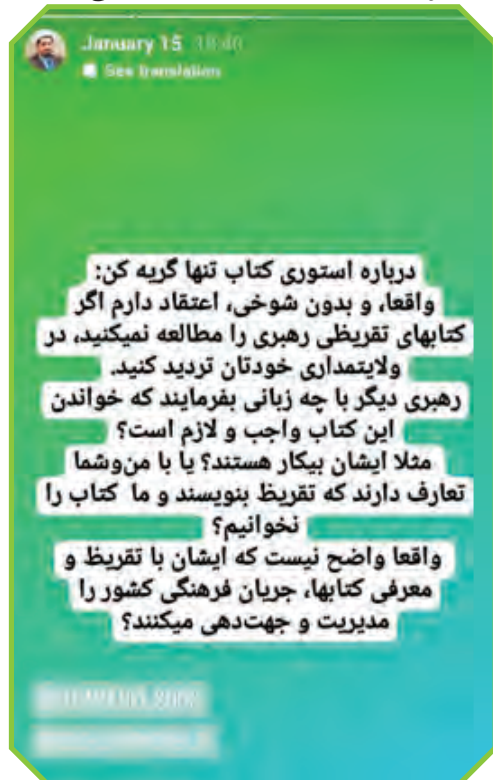 January 15 18:40
See translation
درباره استوری کتاب تنها گریه کن:
واقعا، و بدون شوخی، اعتقاد دارم اگر
کتابهای تقریظی رهبری را مطالعه نمیکنید، در
ولایتمداری خودتان تردید کنید.
رهبری دیگر با چه زبانی بفرمایند که خواندن
این کتاب واجب و لازم است؟
مثلا ایشان بیکار هستند؟ یا با من‌وشما
تعارف دارند که تقریظ بنویسند و ما کتاب را
نخوانیم؟
واقعا واضح نیست که ایشان با تقریظ و
معرفی کتابها، جریان فرهنگی کشور را
مدیریت و جهت‌دهی میکنند؟